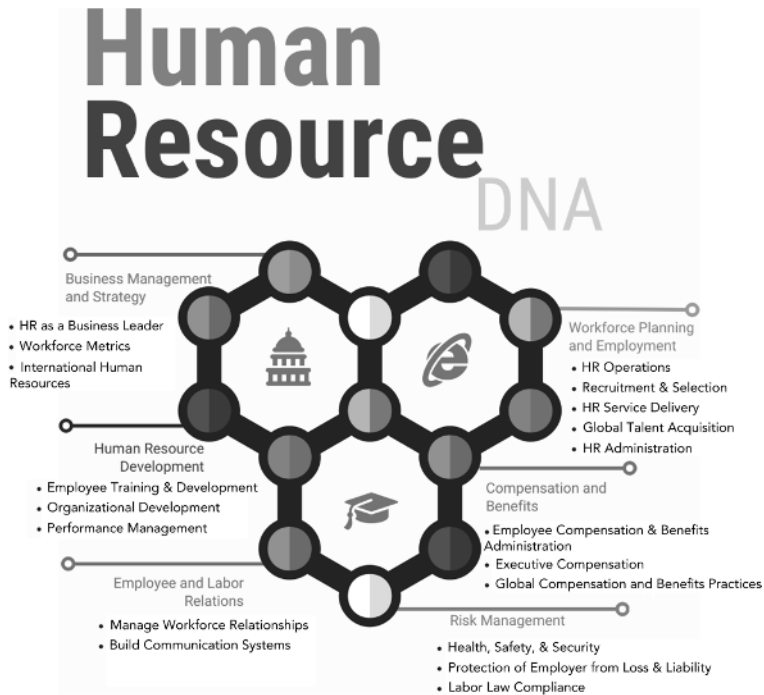 Human
Resource
DNA
Business Management
and Strategy
• HR as a Business Leader
• Workforce Metrics
• International Human
Resources
Workforce Planning
and Employment
• HR Operations
• Recruitment & Selection
• HR Service Delivery
• Global Talent Acquisition
• HR Administration
Human Resource
Development
• Employee Training & Development
• Organizational Development
• Performance Management
Compensation and
Benefits
• Employee Compensation & Benefits
Administration
• Executive Compensation
• Global Compensation and Benefits Practices
Employee and Labor
Relations
• Manage Workforce Relationships
• Build Communication Systems
Risk Management
• Health, Safety, & Security
• Protection of Employer from Loss & Liability
• Labor Law Compliance